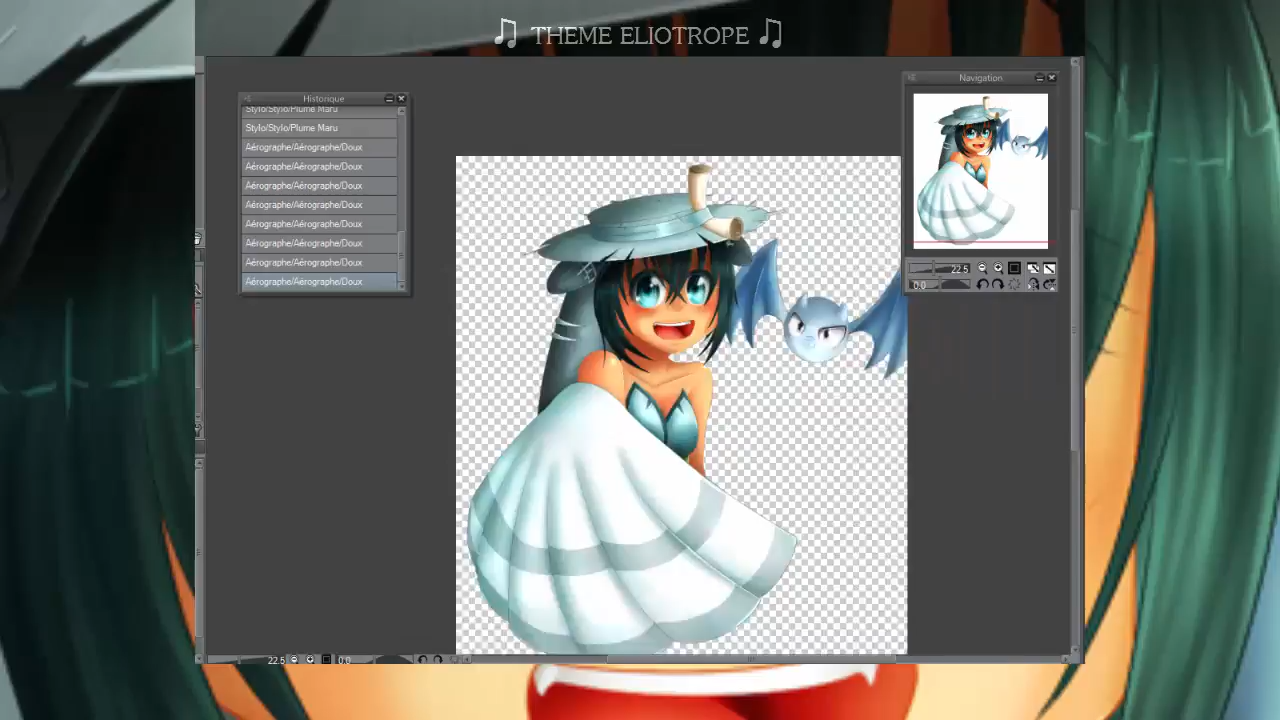 ♫ THEME ELIOTROPE ♫
Historique
Stylo/Stylo/Plume Maru
Stylo/Stylo/Plume Maru
Aérographe/Aérographe/Doux
Aérographe/Aérographe/Doux
Aérographe/Aérographe/Doux
Aérographe/Aérographe/Doux
Aérographe/Aérographe/Doux
Aérographe/Aérographe/Doux
Aérographe/Aérographe/Doux
Aérographe/Aérographe/Doux
Navigation
22.5
0.0
22.5 0.0